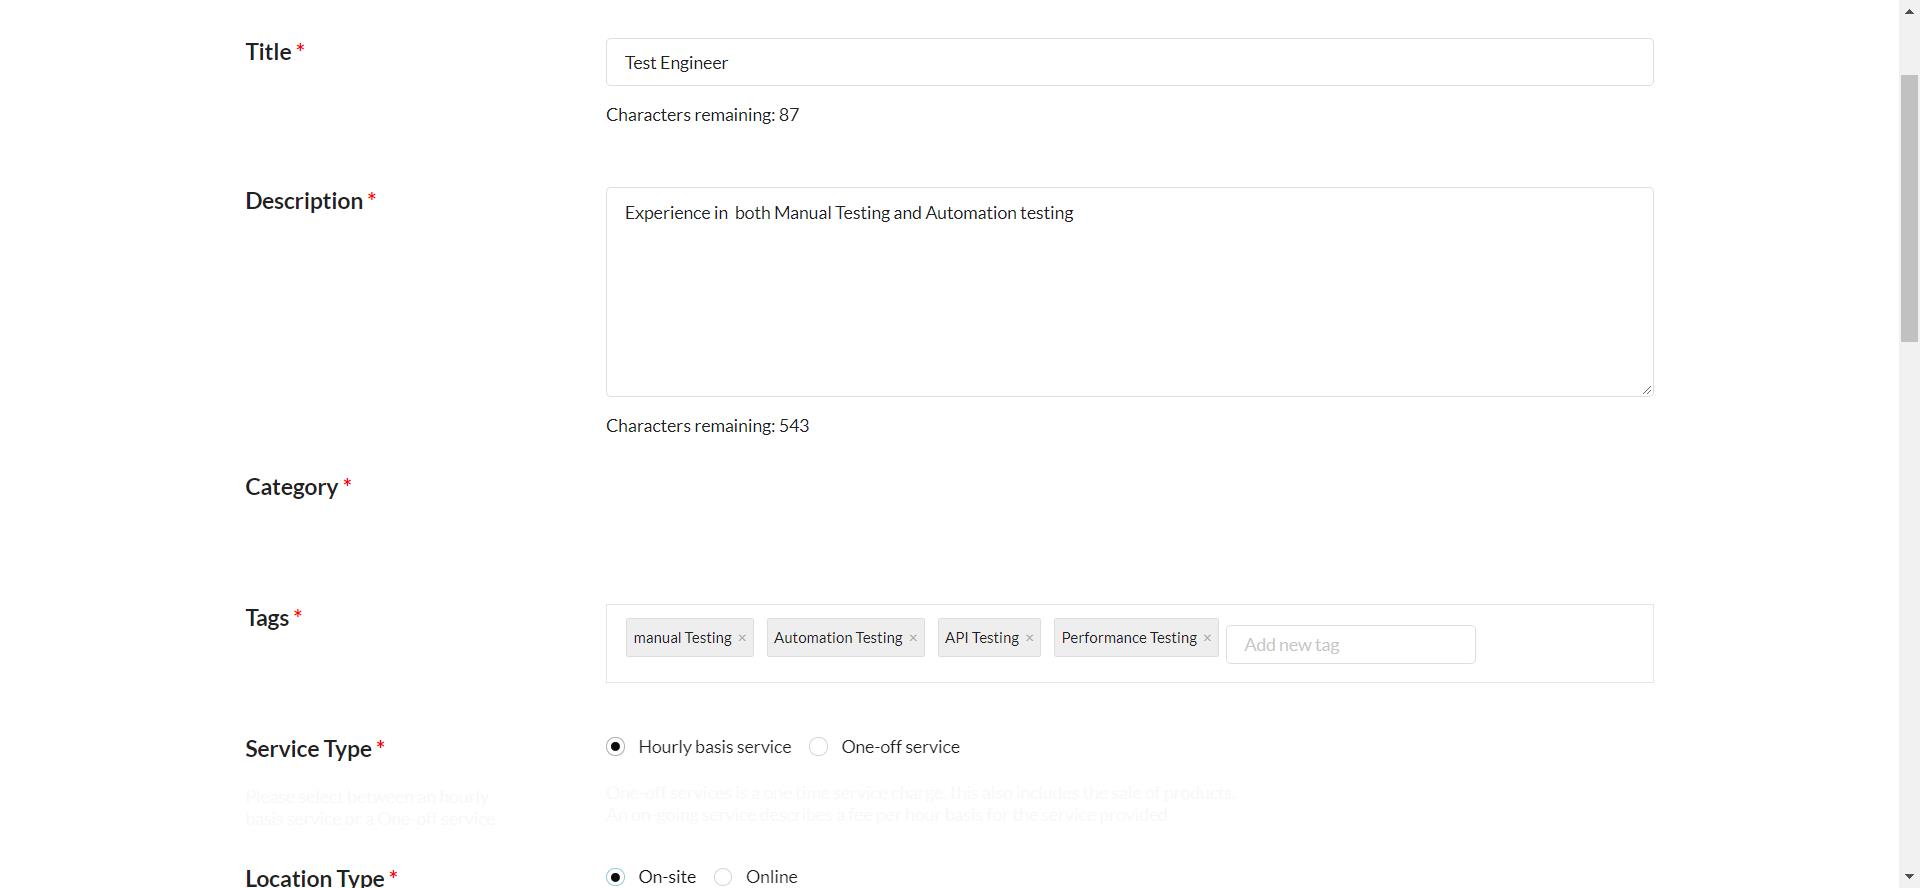 Title *
Test Engineer
Characters remaining: 87
Description *
Experience in  both Manual Testing and Automation testing
Characters remaining: 543
Category *
Tags *
manual Testing ×
Automation Testing ×
API Testing ×
Performance Testing ×
Add new tag
Service Type *
Hourly basis service
One-off service
Please select between an hourly
basis service or a One-off service
One-off services is a one time service charge, this also includes the sale of products.
An on-going service describes a fee per hour basis for the service provided
Location Type *
On-site
Online